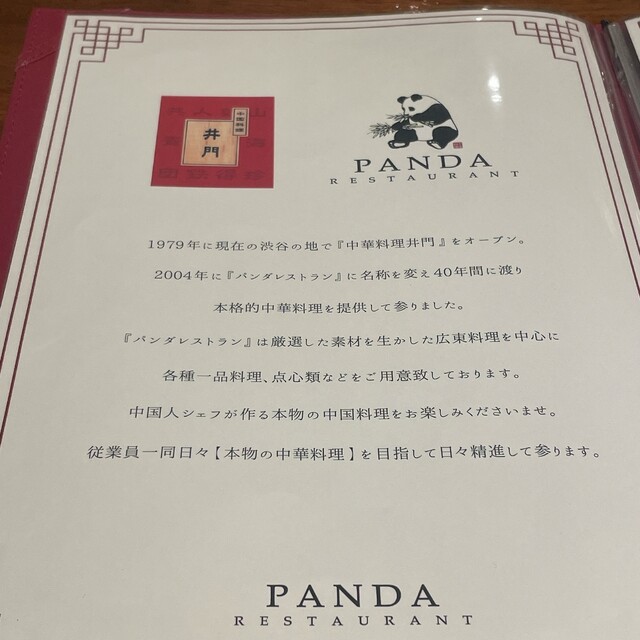 中国料理
井門
PANDA
RESTAURANT
1979年に現在の渋谷の地で『中華料理井門』をオープン。
2004年に『パンダレストラン』に名称を変え40年間に渡り
本格的中華料理を提供して参りました。
『パンダレストラン』は厳選した素材を生かした広東料理を中心に
各種一品料理、点心類などをご用意致しております。
中国人シェフが作る本物の中国料理をお楽しみくださいませ。
従業員一同日々【本物の中華料理】を目指して日々精進して参ります。
PANDA
RESTAURANT